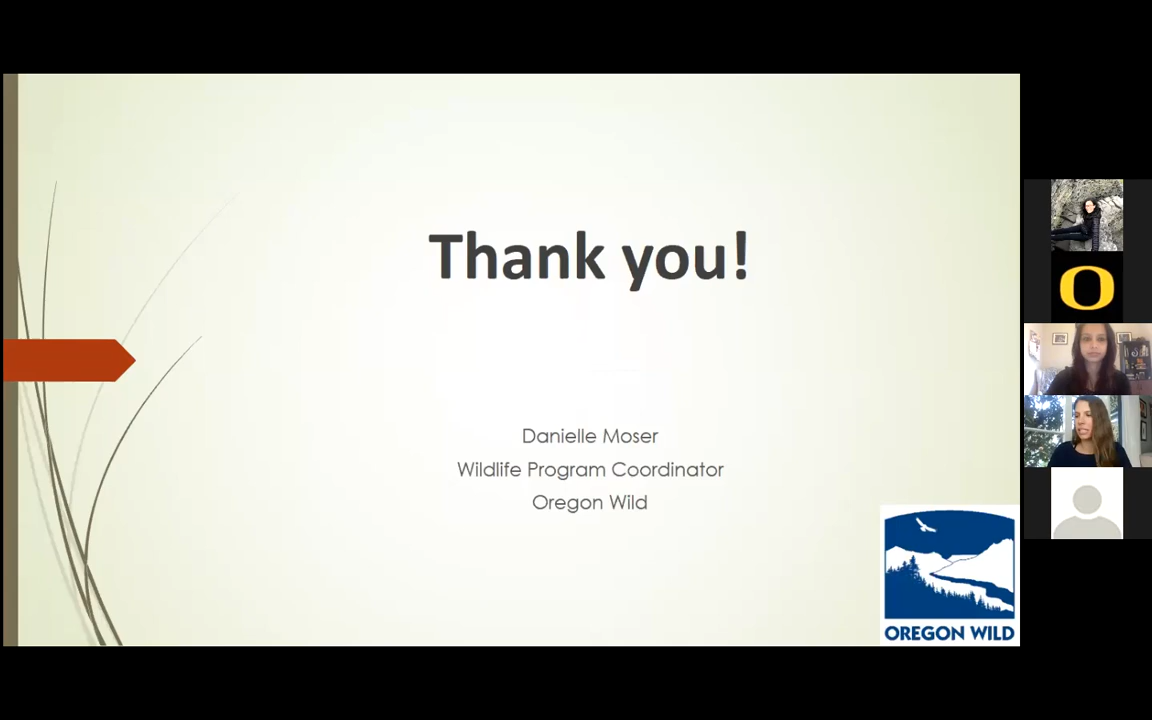 Thank you!
Danielle Moser
Wildlife Program Coordinator
Oregon Wild
OREGON WILD
O